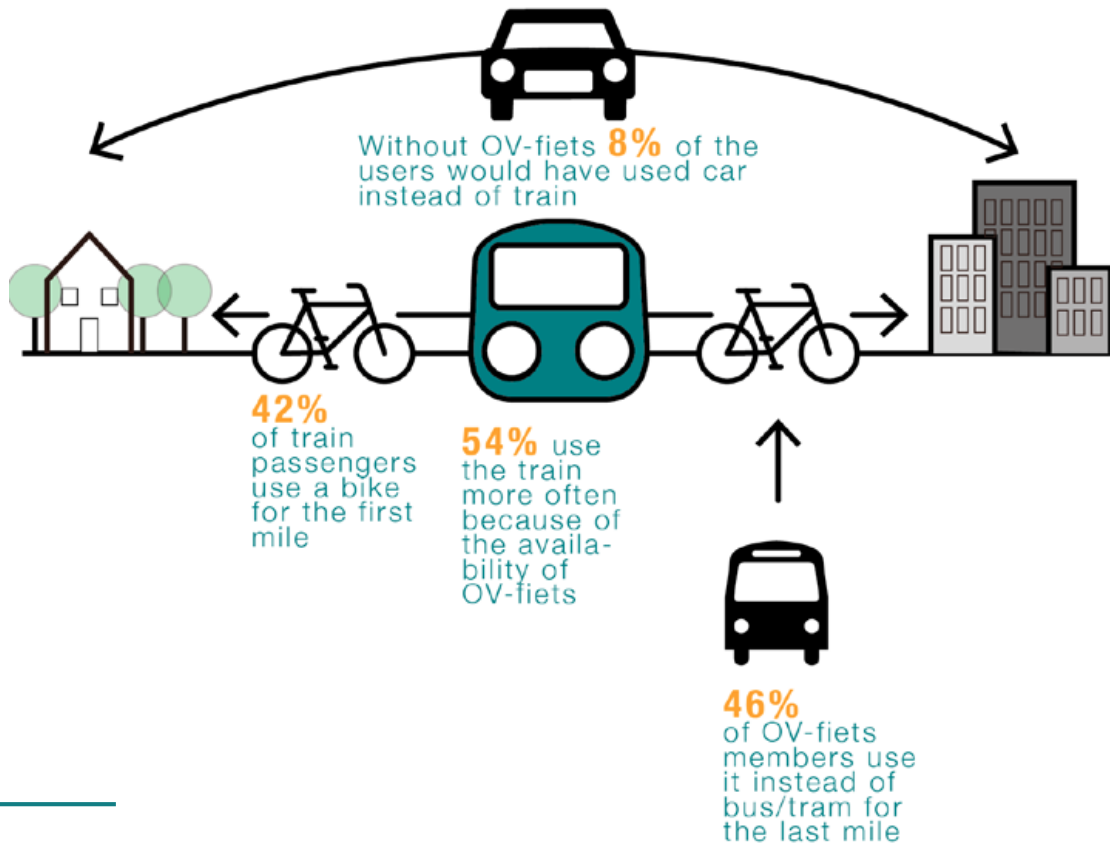 Without OV-fiets 8% of the
users would have used car
instead of train
42%
of train
passengers
use a bike
for the first
mile
54% use
the train
more often
because of
the availa-
bility of
OV-fiets
46%
of OV-fiets
members use
it instead of
bus/tram for
the last mile